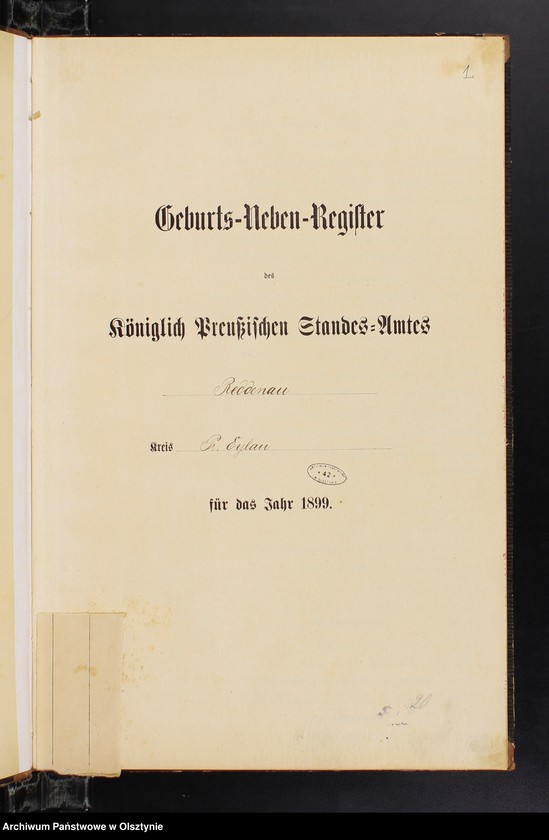 1
Geburts-Neben-Register
des
Königlich Preußischen Standes-Amtes
Reddenau
Kreis Pr. Eylau
42
für das Jahr 1899.
20
Archiwum Państwowe w Olsztynie